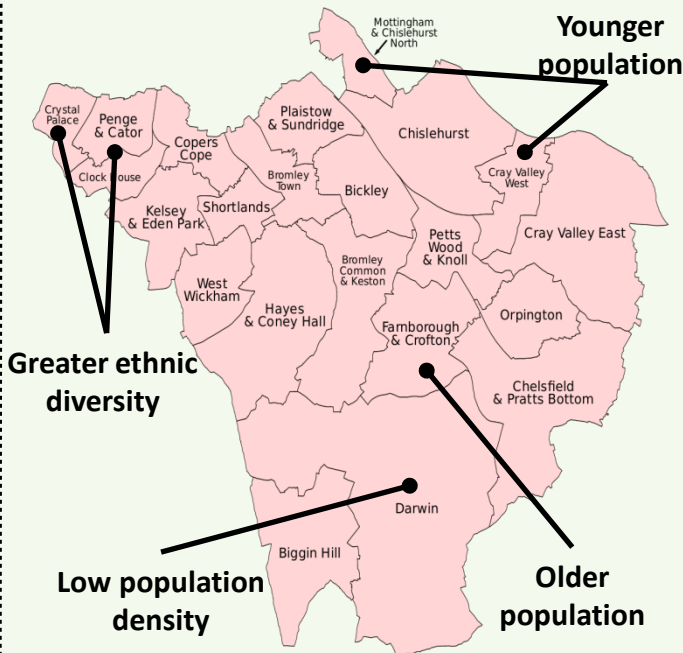 Mottingham
& Chislehurst
North
Younger
population
Crystal
Palace
Penge
& Cator
Plaistow
& Sundridge
Chislehurst
Copers
Cope
Clock House
Bromley
Town
Bickley
Cray Valley
West
Kelsey
& Eden Park
Shortlands
Petts
Wood
& Knoll
Cray Valley East
West
Wickham
Bromley
Common
& Keston
Hayes
& Coney Hall
Orpington
Farnborough
& Crofton
Greater ethnic
diversity
Chelsfield
& Pratts Bottom
Darwin
Biggin Hill
Low population
density
Older
population